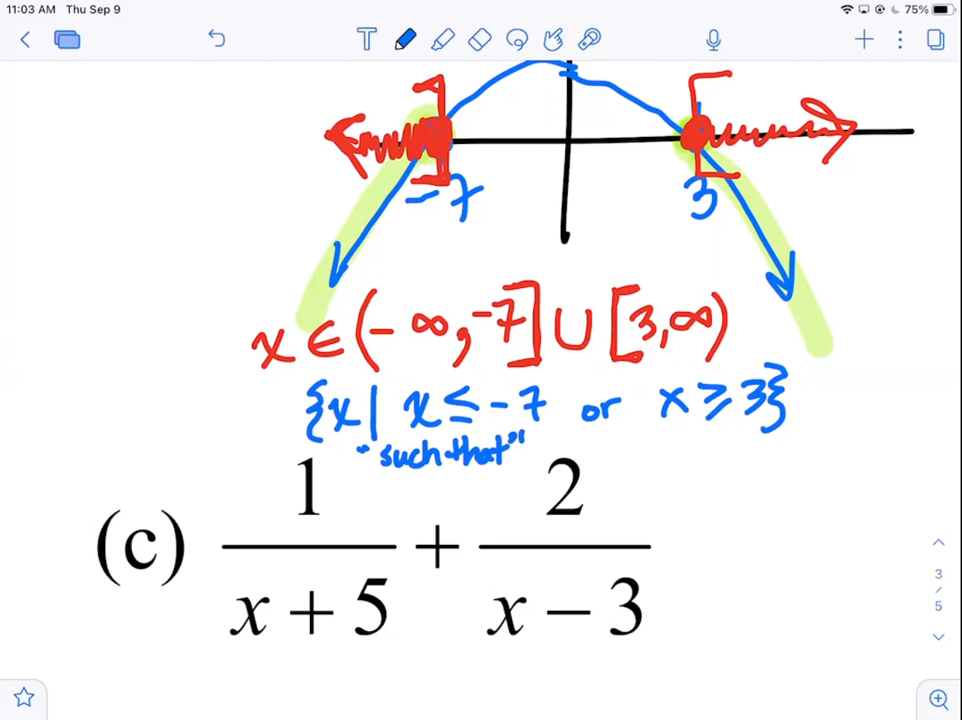 11:03 AM Thu Sep 9
75%
T
-7
3
x ∈ (-∞, -7] ∪ [3, ∞)
{x | x ≤ -7 or x ≥ 3}
"such that"
(c) 1/(x + 5) + 2/(x − 3)
3
/
5